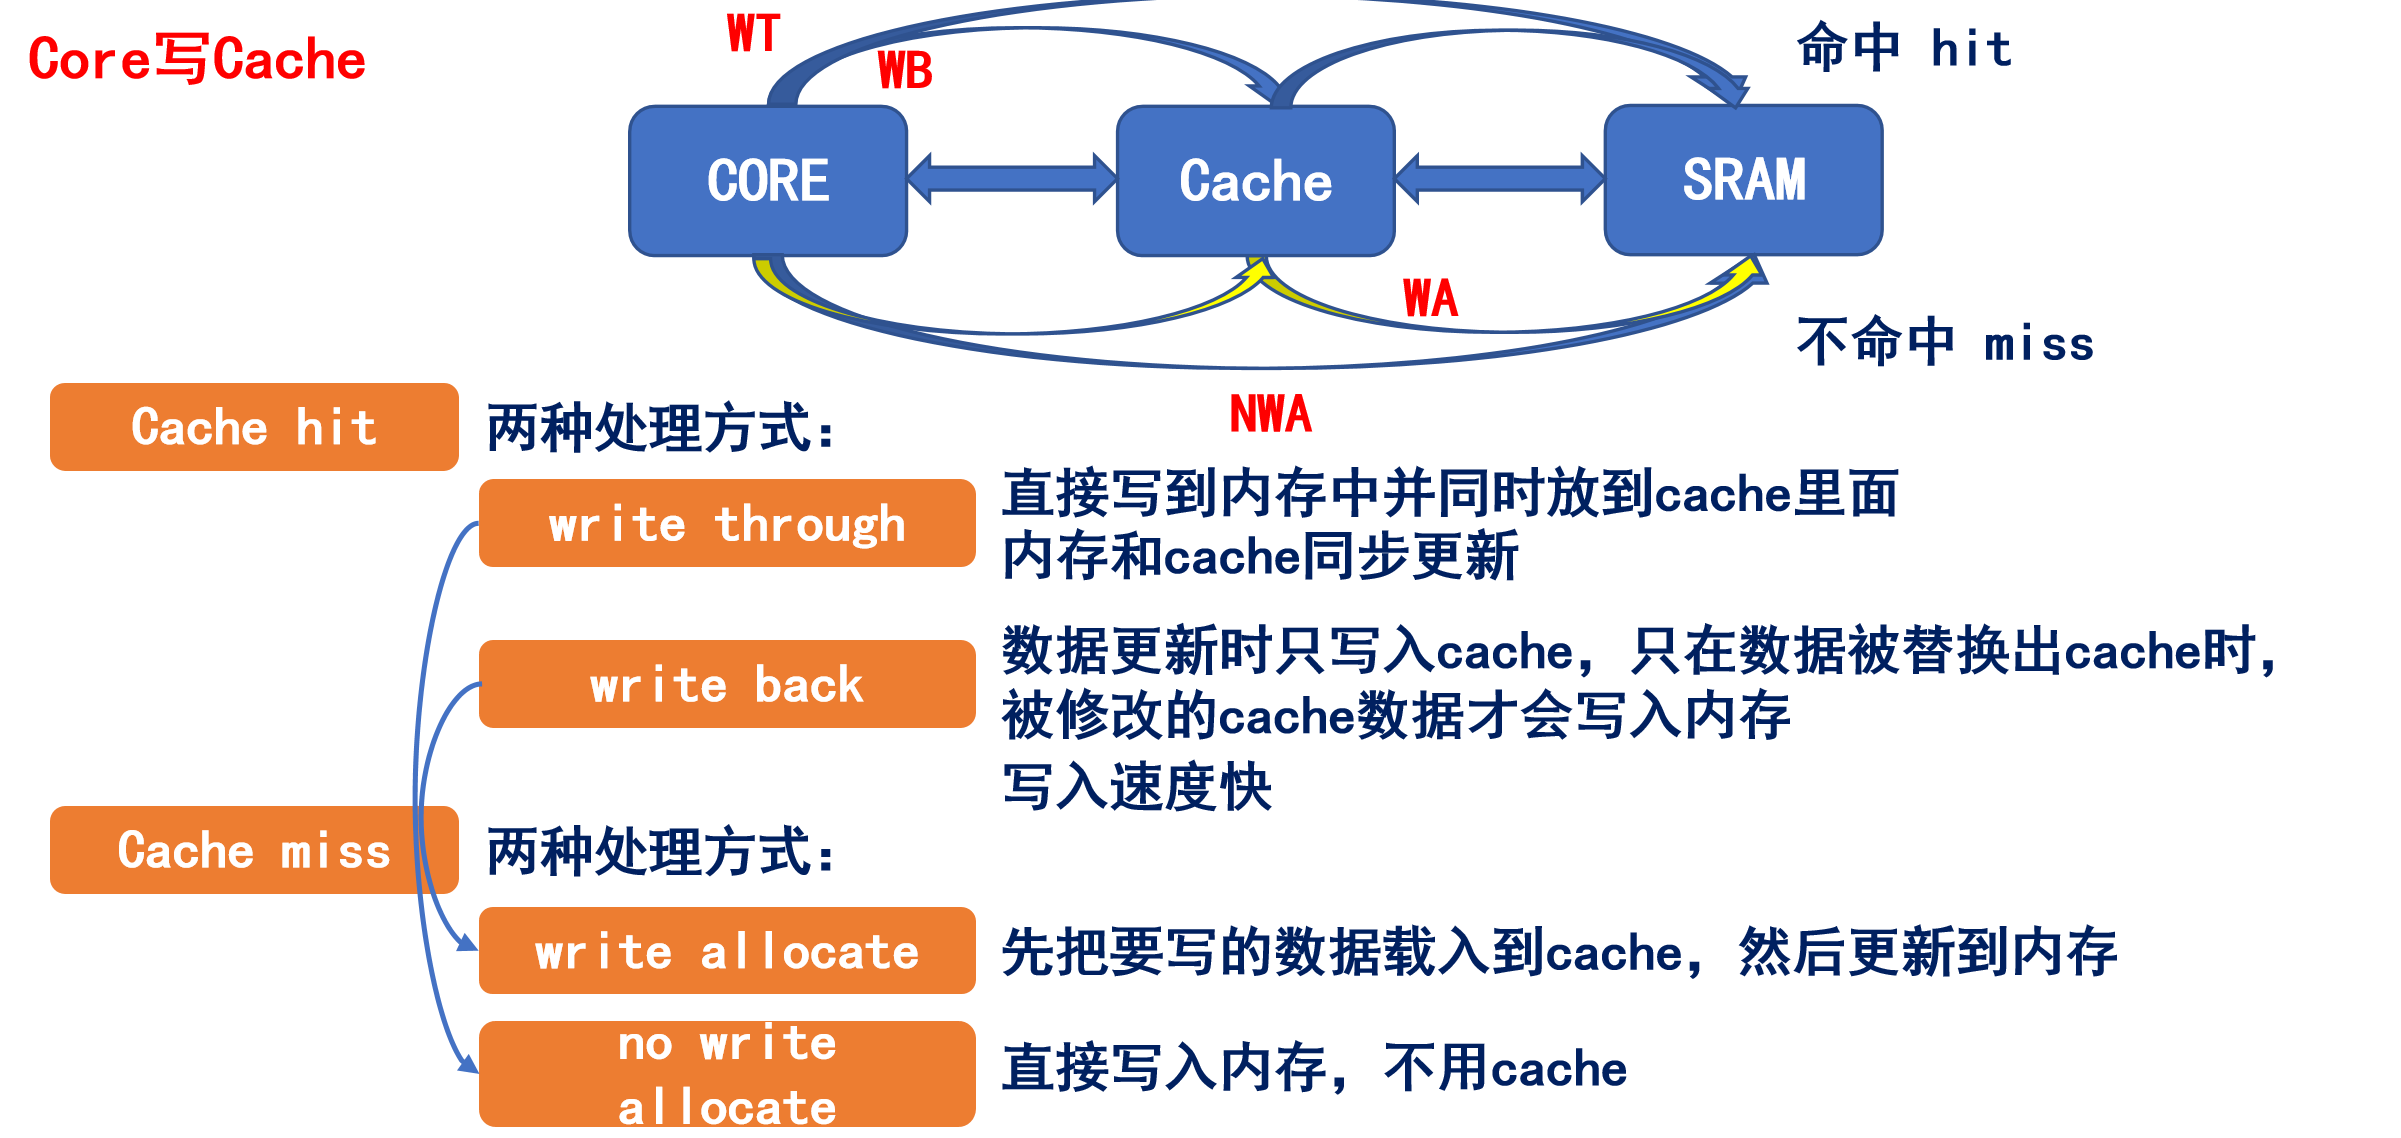 Core写Cache
WT
WB
命中 hit
CORE
Cache
SRAM
WA
不命中 miss
NWA
Cache hit
两种处理方式：
write through
直接写到内存中并同时放到cache里面
内存和cache同步更新
write back
数据更新时只写入cache，只在数据被替换出cache时，
被修改的cache数据才会写入内存
写入速度快
Cache miss
两种处理方式：
write allocate
先把要写的数据载入到cache，然后更新到内存
no write
allocate
直接写入内存，不用cache